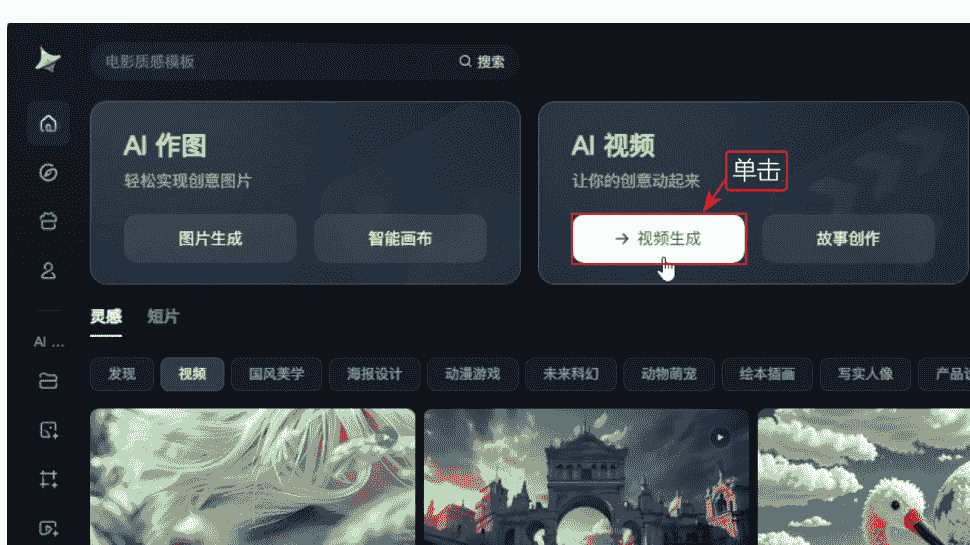 电影质感模板
搜索
AI 作图
轻松实现创意图片
图片生成
智能画布
AI 视频
让你的创意动起来
单击
→ 视频生成
故事创作
灵感
短片
AI ...
发现
视频
国风美学
海报设计
动漫游戏
未来科幻
动物萌宠
绘本插画
写实人像
产品